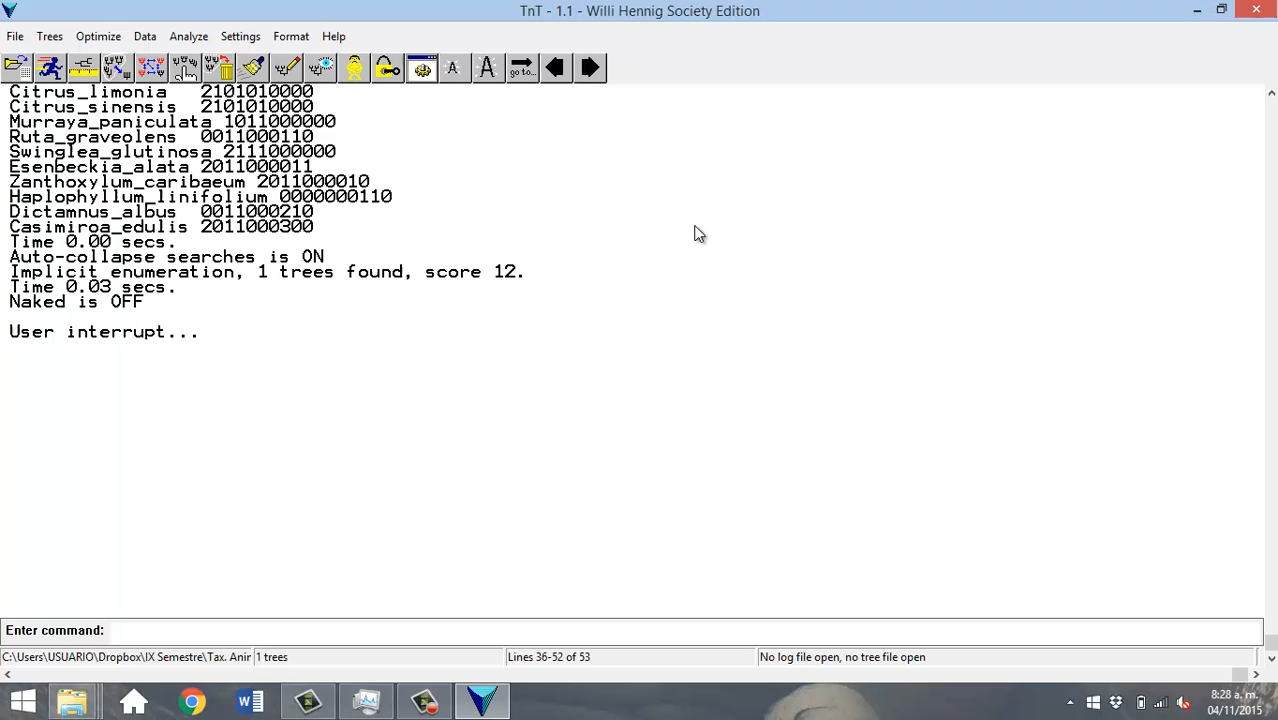 TnT - 1.1 - Willi Hennig Society Edition
File Trees Optimize Data Analyze Settings Format Help
A A go to...
Citrus_limonia 2101010000
Citrus_sinensis 2101010000
Murraya_paniculata 1011000000
Ruta_graveolens 0011000110
Swinglea_glutinosa 2111000000
Esenbeckia_alata 2011000011
Zanthoxylum_caribaeum 2011000010
Haplophyllum_linifolium 0000000110
Dictamnus_albus 0011000210
Casimiroa_edulis 2011000300
Time 0.00 secs.
Auto-collapse searches is ON
Implicit enumeration, 1 trees found, score 12.
Time 0.03 secs.
Naked is OFF
User interrupt...
Enter command:
C:\Users\USUARIO\Dropbox\IX Semestre\Tax. Anir 1 trees Lines 36-52 of 53 No log file open, no tree file open
8:28 a. m.
04/11/2015